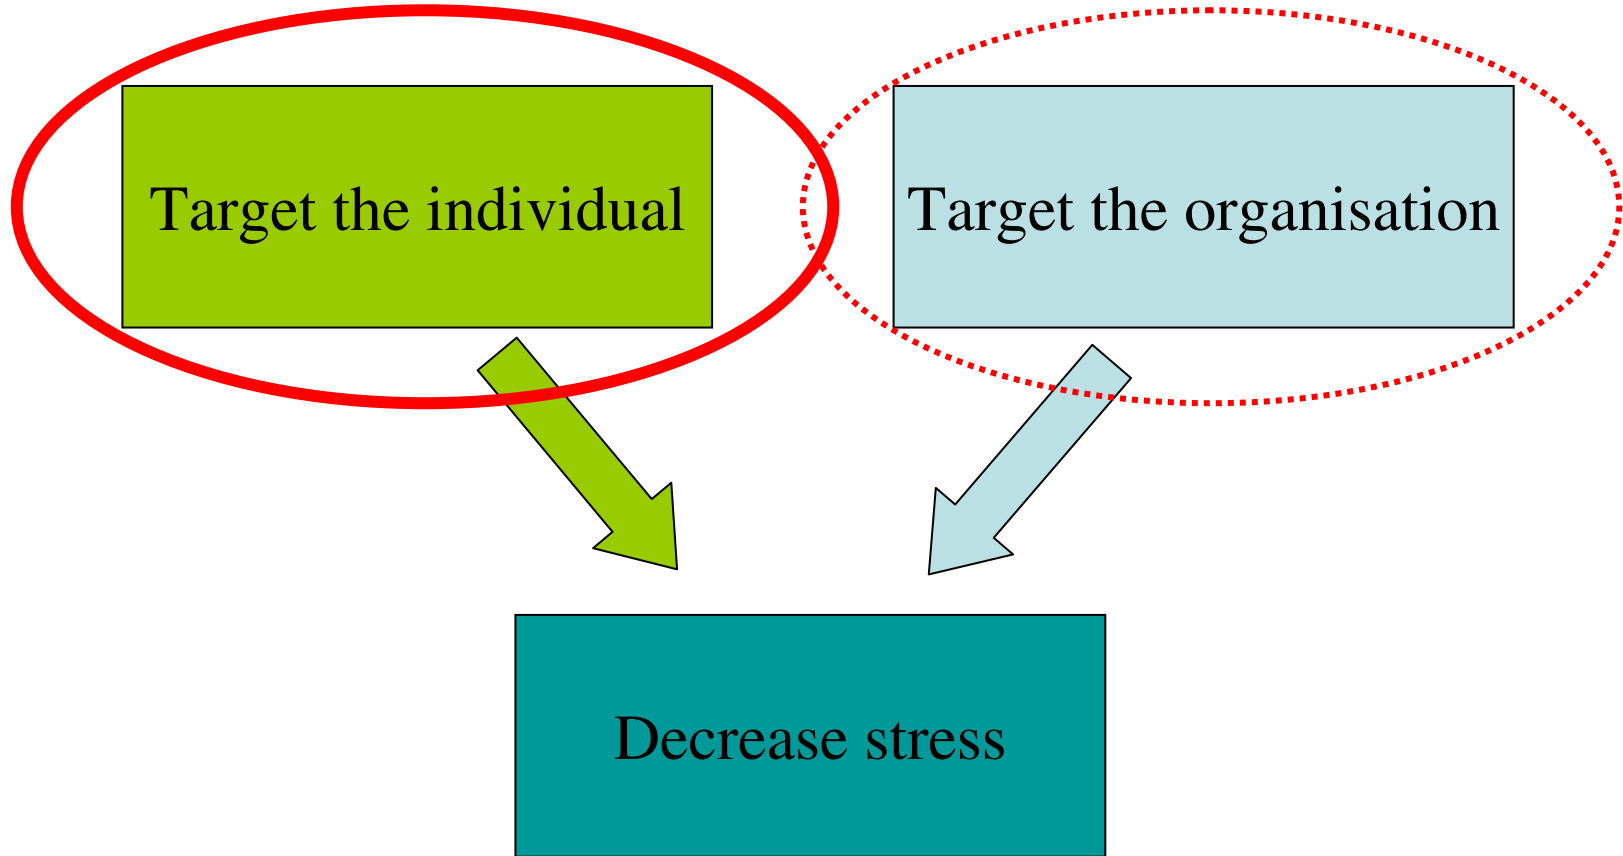 Target the individual
Target the organisation
Decrease stress